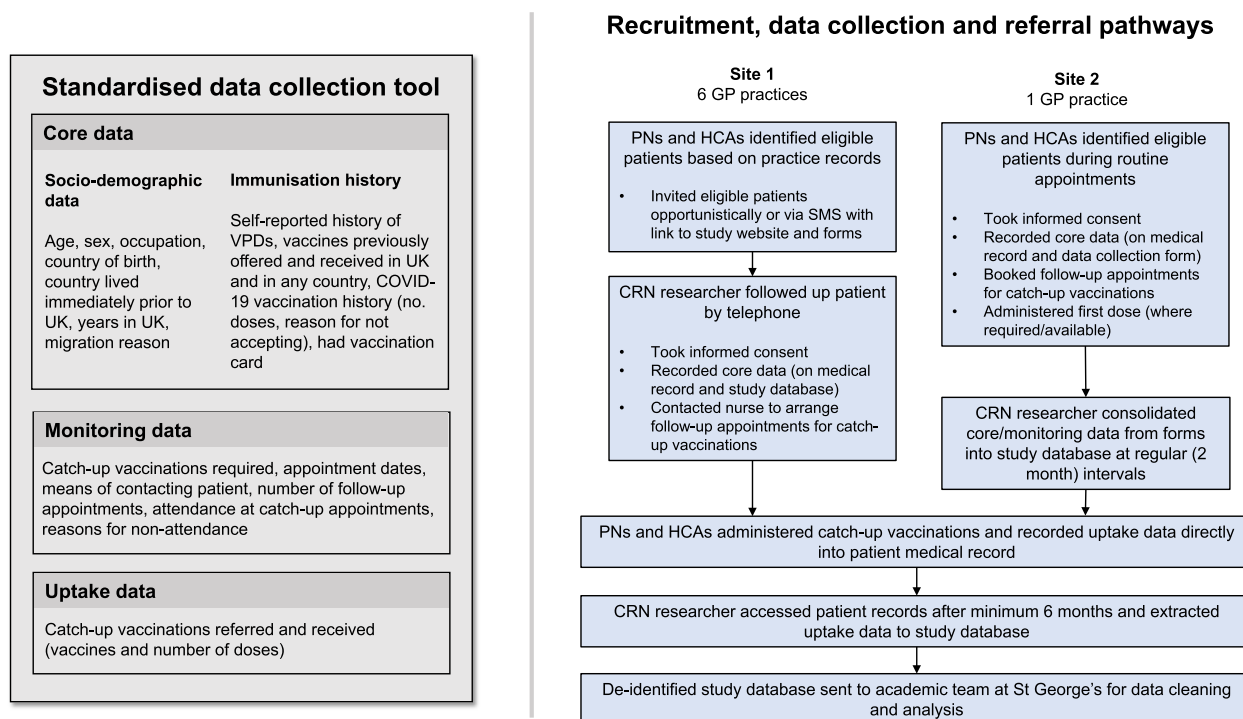 Standardised data collection tool
Core data
Socio-demographic
data
Age, sex, occupation,
country of birth,
country lived
immediately prior to
UK, years in UK,
migration reason
Immunisation history
Self-reported history of
VPDs, vaccines previously
offered and received in UK
and in any country, COVID-
19 vaccination history (no.
doses, reason for not
accepting), had vaccination
card
Monitoring data
Catch-up vaccinations required, appointment dates,
means of contacting patient, number of follow-up
appointments, attendance at catch-up appointments,
reasons for non-attendance
Uptake data
Catch-up vaccinations referred and received
(vaccines and number of doses)
Recruitment, data collection and referral pathways
Site 1
6 GP practices
PNs and HCAs identified eligible
patients based on practice records
• Invited eligible patients
opportunistically or via SMS with
link to study website and forms
CRN researcher followed up patient
by telephone
• Took informed consent
• Recorded core data (on medical
record and study database)
• Contacted nurse to arrange
follow-up appointments for catch-
up vaccinations
Site 2
1 GP practice
PNs and HCAs identified eligible
patients during routine
appointments
• Took informed consent
• Recorded core data (on medical
record and data collection form)
• Booked follow-up appointments
for catch-up vaccinations
• Administered first dose (where
required/available)
CRN researcher consolidated
core/monitoring data from forms
into study database at regular (2
month) intervals
PNs and HCAs administered catch-up vaccinations and recorded uptake data directly
into patient medical record
CRN researcher accessed patient records after minimum 6 months and extracted
uptake data to study database
De-identified study database sent to academic team at St George's for data cleaning
and analysis